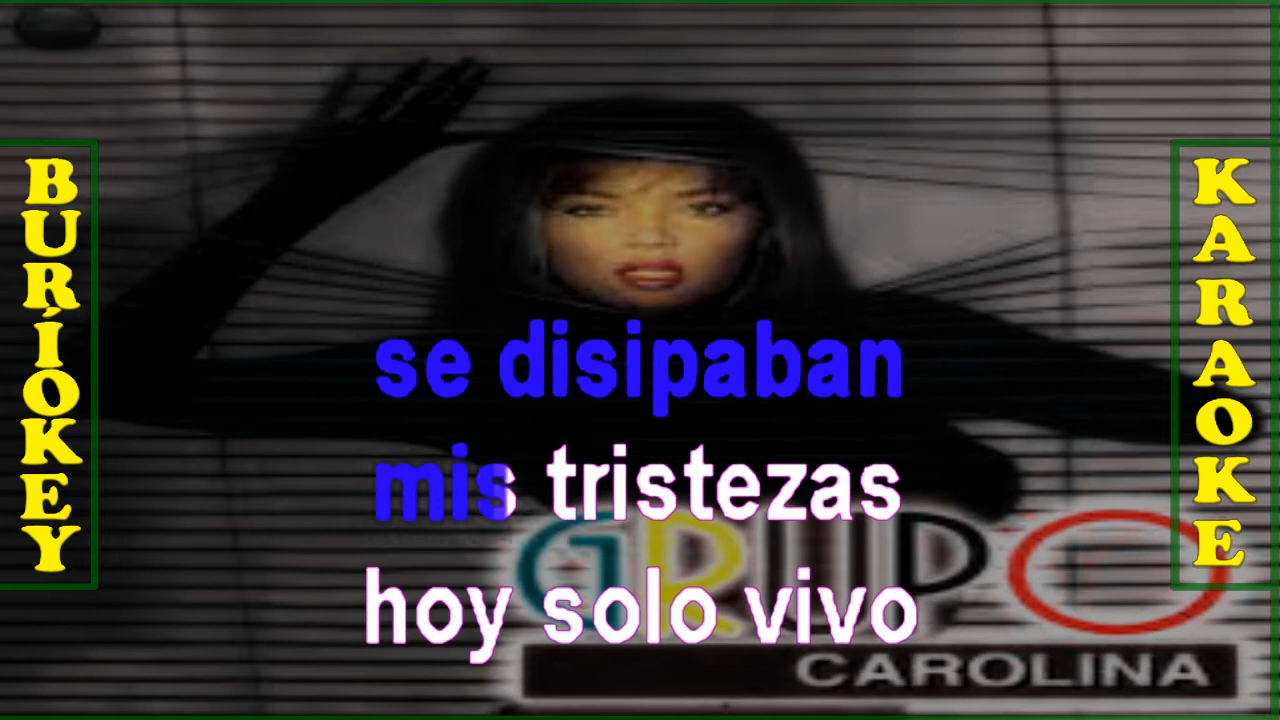 BURÍOKEY
se disipaban
mis tristezas
hoy solo vivo
GRUPO
CAROLINA
KARAOKE